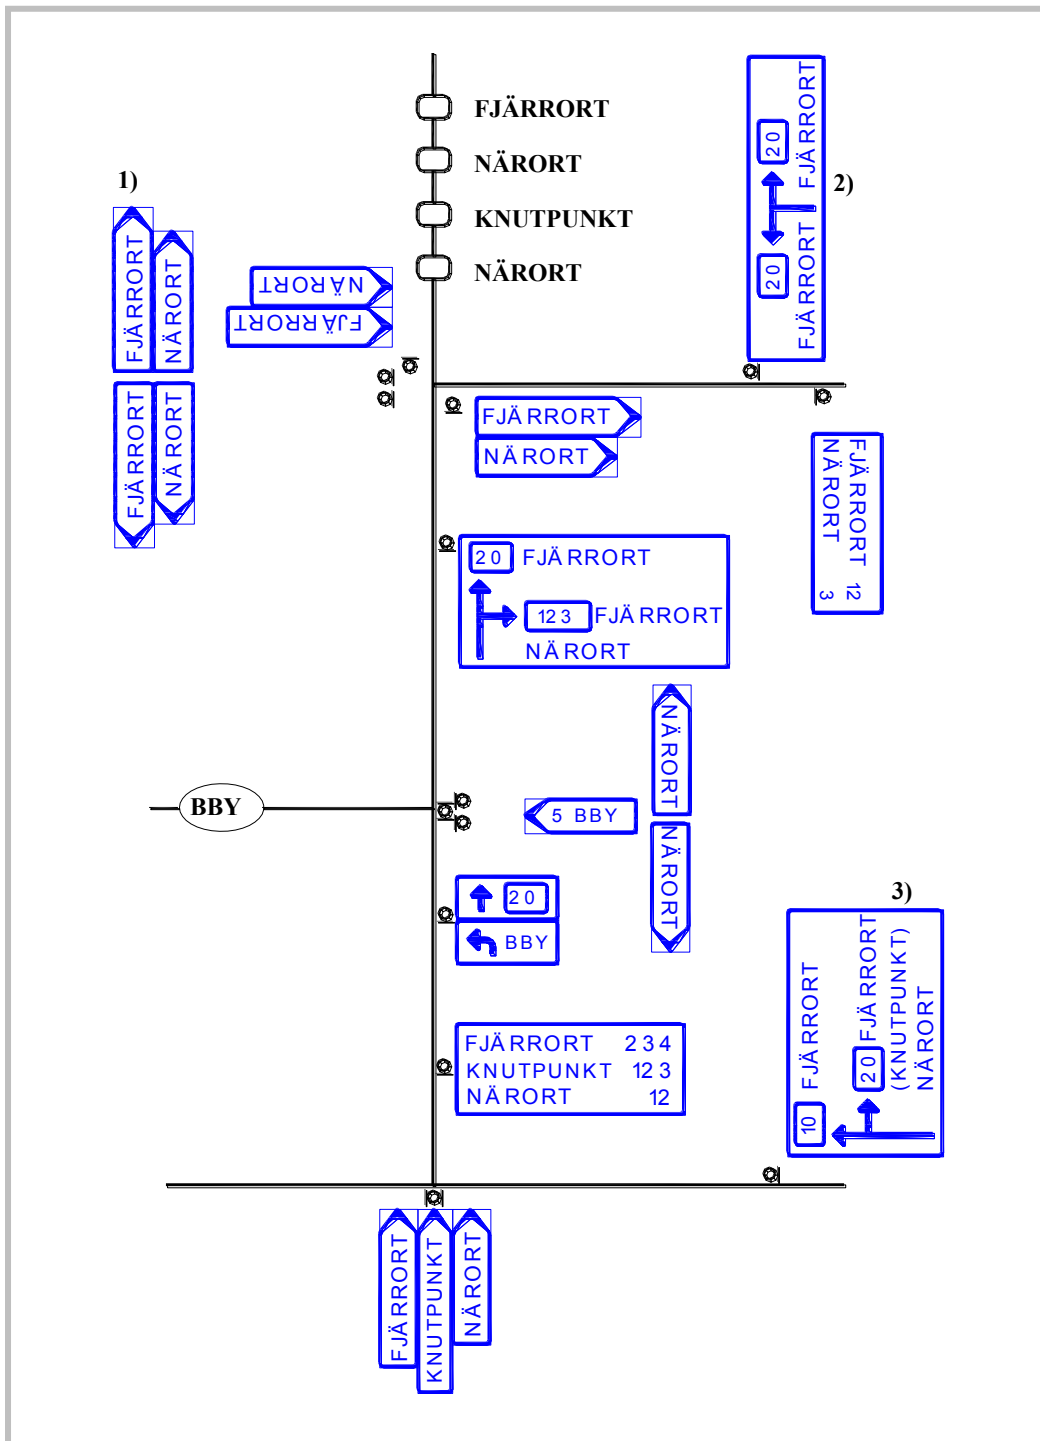 FJÄRRORT
NÄRORT
KNUTPUNKT
NÄRORT
1)
FJÄRRORT
NÄRORT
FJÄRRORT
NÄRORT
NÄRORT
FJÄRRORT
2)
20 FJÄRRORT
20 FJÄRRORT
FJÄRRORT
NÄRORT
FJÄRRORT 12
NÄRORT 3
20 FJÄRRORT
123 FJÄRRORT
NÄRORT
BBY
5 BBY
NÄRORT
NÄRORT
20
BBY
FJÄRRORT 234
KNUTPUNKT 123
NÄRORT 12
3)
10 FJÄRRORT
20 FJÄRRORT
(KNUTPUNKT)
NÄRORT
FJÄRRORT
KNUTPUNKT
NÄRORT